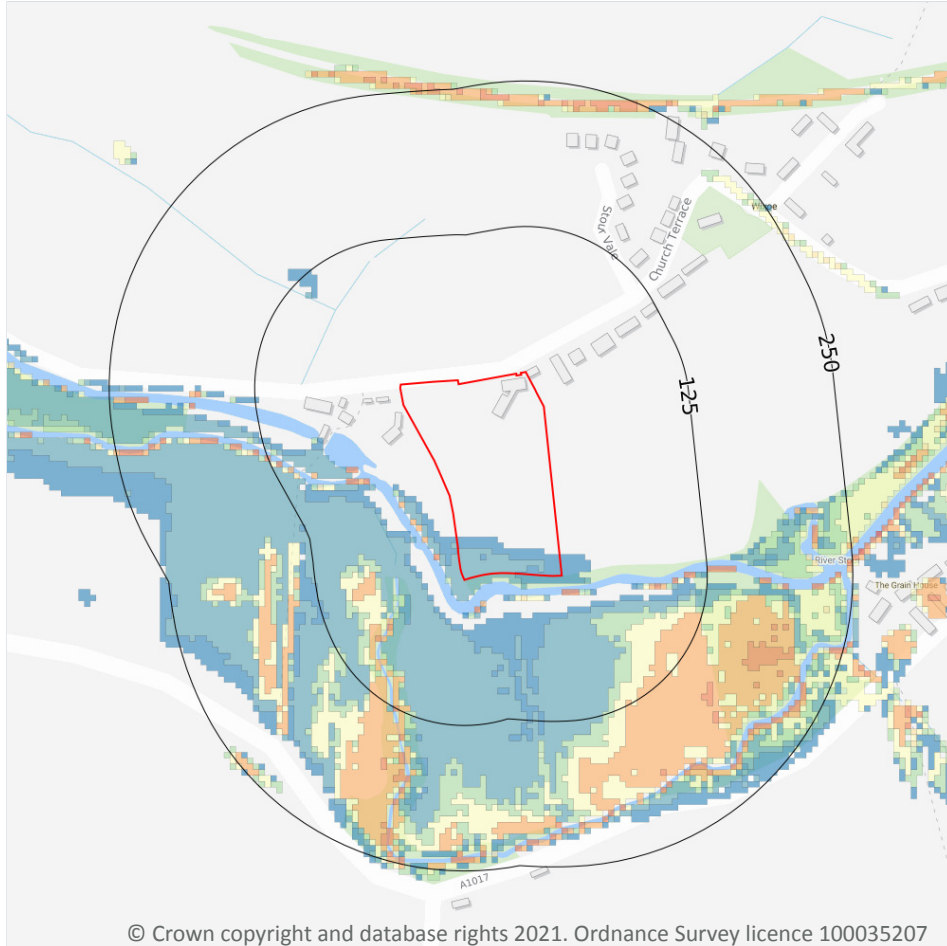 Stour Vale
Church Terrace
250
125
River Stour
The Grain House
A1017
© Crown copyright and database rights 2021. Ordnance Survey licence 100035207